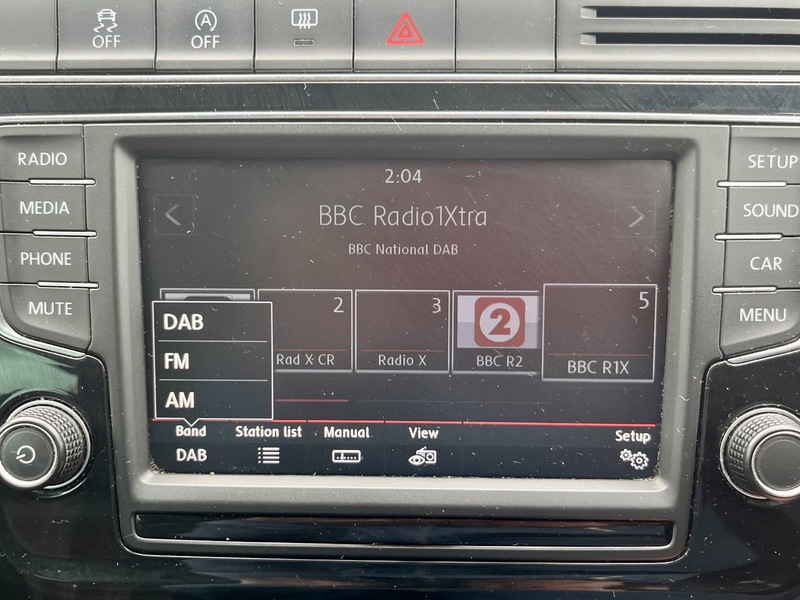 OFF
A
OFF
RADIO
MEDIA
PHONE
MUTE
SETUP
SOUND
CAR
MENU
2:04
BBC Radio1Xtra
BBC National DAB
2
Rad X CR
3
Radio X
2
BBC R2
5
BBC R1X
DAB
FM
AM
Band
DAB
Station list
Manual
View
Setup